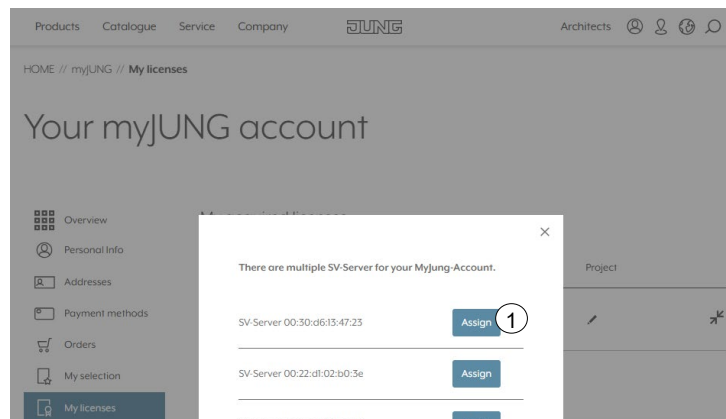 Products Catalogue Service Company JUNG Architects
HOME // myJUNG // My licenses
Your myJUNG account
Overview
Personal Info
There are multiple SV-Server for your MyJung-Account.
Project
Addresses
Payment methods
SV-Server 00:30:d6:13:47:23 Assign 1
Orders
My selection
SV-Server 00:22:d1:02:b0:3e Assign
My licenses